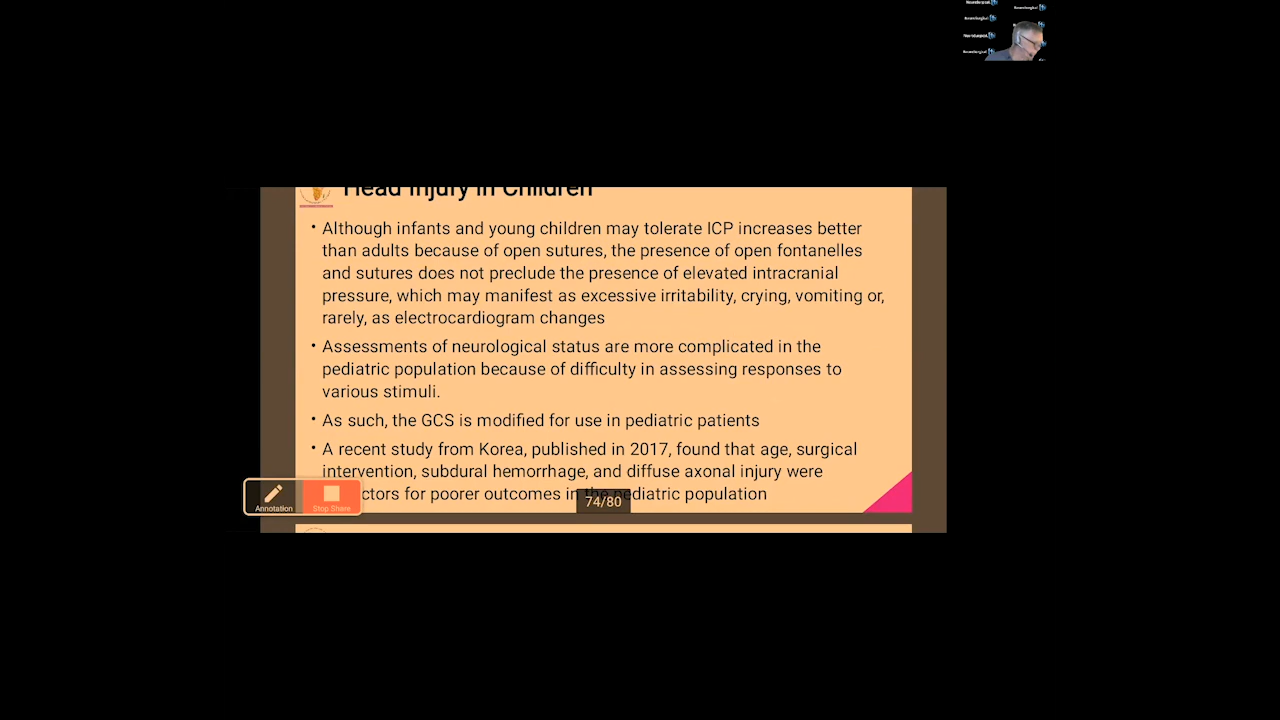 Head Injury in Children
• Although infants and young children may tolerate ICP increases better
than adults because of open sutures, the presence of open fontanelles
and sutures does not preclude the presence of elevated intracranial
pressure, which may manifest as excessive irritability, crying, vomiting or,
rarely, as electrocardiogram changes
• Assessments of neurological status are more complicated in the
pediatric population because of difficulty in assessing responses to
various stimuli.
• As such, the GCS is modified for use in pediatric patients
• A recent study from Korea, published in 2017, found that age, surgical
intervention, subdural hemorrhage, and diffuse axonal injury were
ctors for poorer outcomes in the pediatric population
Annotation
Stop Share
74/80